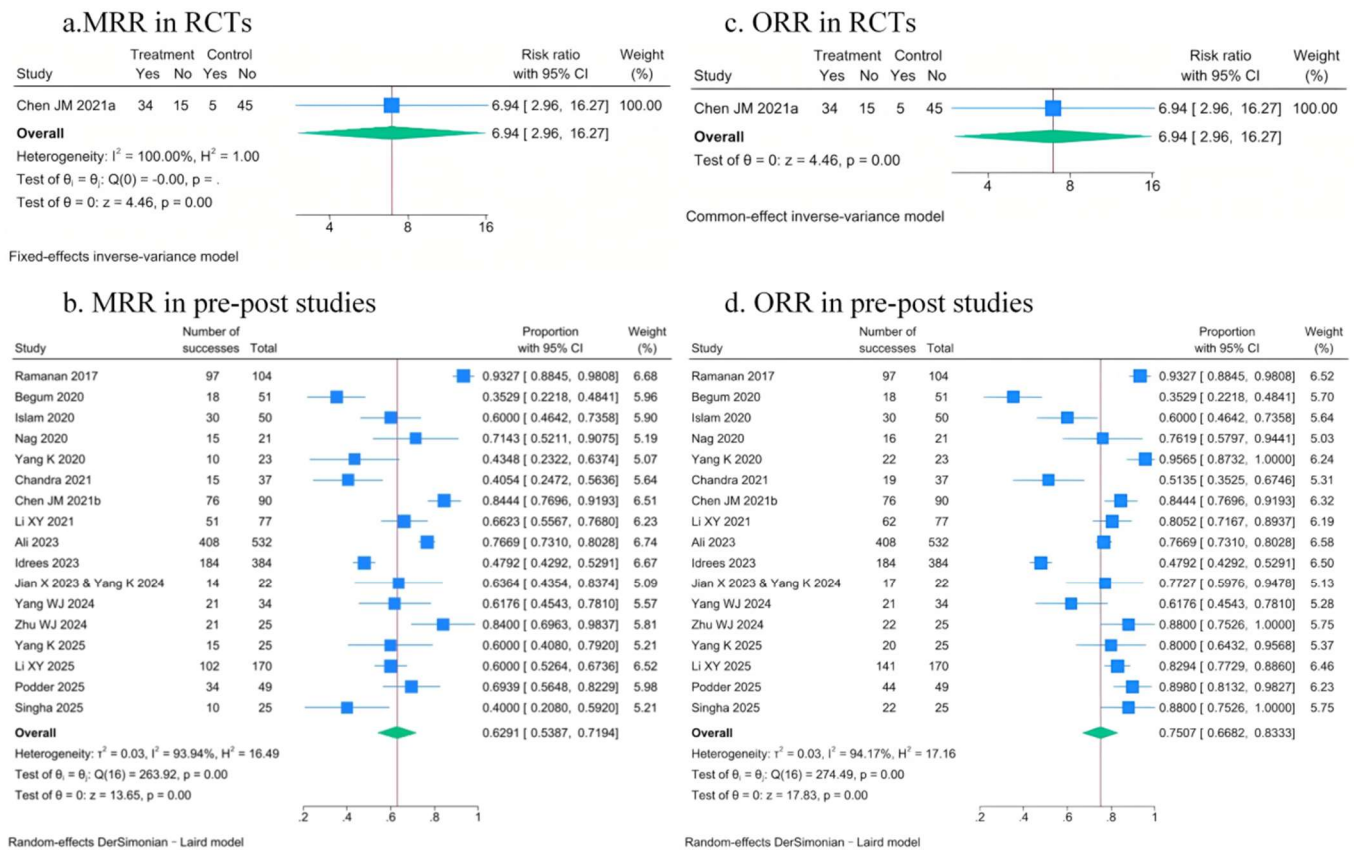 a.MRR in RCTs
Treatment Control Risk ratio Weight
Study Yes No Yes No with 95% CI (%)
Chen JM 2021a 34 15 5 45 6.94 [ 2.96, 16.27] 100.00
Overall 6.94 [ 2.96, 16.27]
Heterogeneity: I² = 100.00%, H² = 1.00
Test of θᵢ = θⱼ: Q(0) = -0.00, p = .
Test of θ = 0: z = 4.46, p = 0.00
4 8 16
Fixed-effects inverse-variance model
c. ORR in RCTs
Treatment Control Risk ratio Weight
Study Yes No Yes No with 95% CI (%)
Chen JM 2021a 34 15 5 45 6.94 [ 2.96, 16.27] 100.00
Overall 6.94 [ 2.96, 16.27]
Test of θ = 0: z = 4.46, p = 0.00
4 8 16
Common-effect inverse-variance model
b. MRR in pre-post studies
Number of Proportion Weight
Study successes Total with 95% CI (%)
Ramanan 2017 97 104 0.9327 [ 0.8845, 0.9808] 6.68
Begum 2020 18 51 0.3529 [ 0.2218, 0.4841] 5.96
Islam 2020 30 50 0.6000 [ 0.4642, 0.7358] 5.90
Nag 2020 15 21 0.7143 [ 0.5211, 0.9075] 5.19
Yang K 2020 10 23 0.4348 [ 0.2322, 0.6374] 5.07
Chandra 2021 15 37 0.4054 [ 0.2472, 0.5636] 5.64
Chen JM 2021b 76 90 0.8444 [ 0.7696, 0.9193] 6.51
Li XY 2021 51 77 0.6623 [ 0.5567, 0.7680] 6.23
Ali 2023 408 532 0.7669 [ 0.7310, 0.8028] 6.74
Idrees 2023 184 384 0.4792 [ 0.4292, 0.5291] 6.67
Jian X 2023 & Yang K 2024 14 22 0.6364 [ 0.4354, 0.8374] 5.09
Yang WJ 2024 21 34 0.6176 [ 0.4543, 0.7810] 5.57
Zhu WJ 2024 21 25 0.8400 [ 0.6963, 0.9837] 5.81
Yang K 2025 15 25 0.6000 [ 0.4080, 0.7920] 5.21
Li XY 2025 102 170 0.6000 [ 0.5264, 0.6736] 6.52
Podder 2025 34 49 0.6939 [ 0.5648, 0.8229] 5.98
Singha 2025 10 25 0.4000 [ 0.2080, 0.5920] 5.21
Overall 0.6291 [ 0.5387, 0.7194]
Heterogeneity: τ² = 0.03, I² = 93.94%, H² = 16.49
Test of θᵢ = θⱼ: Q(16) = 263.92, p = 0.00
Test of θ = 0: z = 13.65, p = 0.00
.2 .4 .6 .8 1
Random-effects DerSimonian – Laird model
d. ORR in pre-post studies
Number of Proportion Weight
Study successes Total with 95% CI (%)
Ramanan 2017 97 104 0.9327 [ 0.8845, 0.9808] 6.52
Begum 2020 18 51 0.3529 [ 0.2218, 0.4841] 5.70
Islam 2020 30 50 0.6000 [ 0.4642, 0.7358] 5.64
Nag 2020 16 21 0.7619 [ 0.5797, 0.9441] 5.03
Yang K 2020 22 23 0.9565 [ 0.8732, 1.0000] 6.24
Chandra 2021 19 37 0.5135 [ 0.3525, 0.6746] 5.31
Chen JM 2021b 76 90 0.8444 [ 0.7696, 0.9193] 6.32
Li XY 2021 62 77 0.8052 [ 0.7167, 0.8937] 6.19
Ali 2023 408 532 0.7669 [ 0.7310, 0.8028] 6.58
Idrees 2023 184 384 0.4792 [ 0.4292, 0.5291] 6.50
Jian X 2023 & Yang K 2024 17 22 0.7727 [ 0.5976, 0.9478] 5.13
Yang WJ 2024 21 34 0.6176 [ 0.4543, 0.7810] 5.28
Zhu WJ 2024 22 25 0.8800 [ 0.7526, 1.0000] 5.75
Yang K 2025 20 25 0.8000 [ 0.6432, 0.9568] 5.37
Li XY 2025 141 170 0.8294 [ 0.7729, 0.8860] 6.46
Podder 2025 44 49 0.8980 [ 0.8132, 0.9827] 6.23
Singha 2025 22 25 0.8800 [ 0.7526, 1.0000] 5.75
Overall 0.7507 [ 0.6682, 0.8333]
Heterogeneity: τ² = 0.03, I² = 94.17%, H² = 17.16
Test of θᵢ = θⱼ: Q(16) = 274.49, p = 0.00
Test of θ = 0: z = 17.83, p = 0.00
.2 .4 .6 .8 1
Random-effects DerSimonian – Laird model